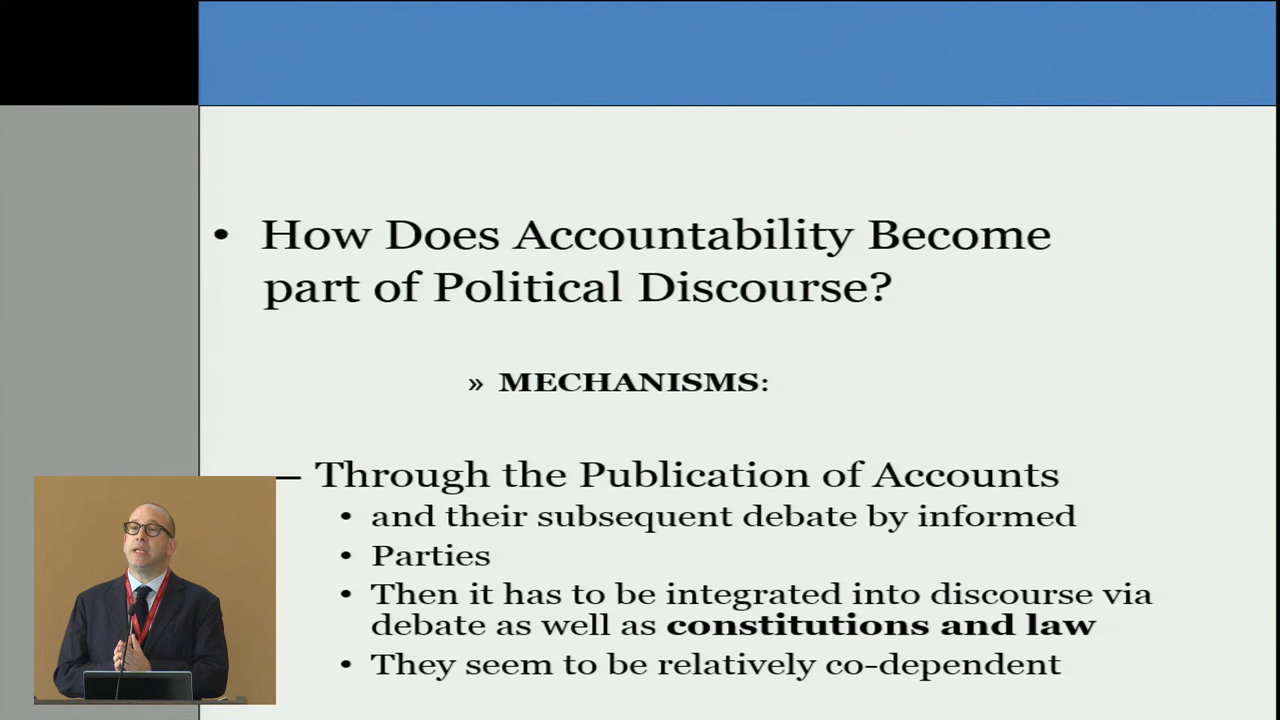 • How Does Accountability Become
part of Political Discourse?
» MECHANISMS:
– Through the Publication of Accounts
• and their subsequent debate by informed
• Parties
• Then it has to be integrated into discourse via
debate as well as constitutions and law
• They seem to be relatively co-dependent